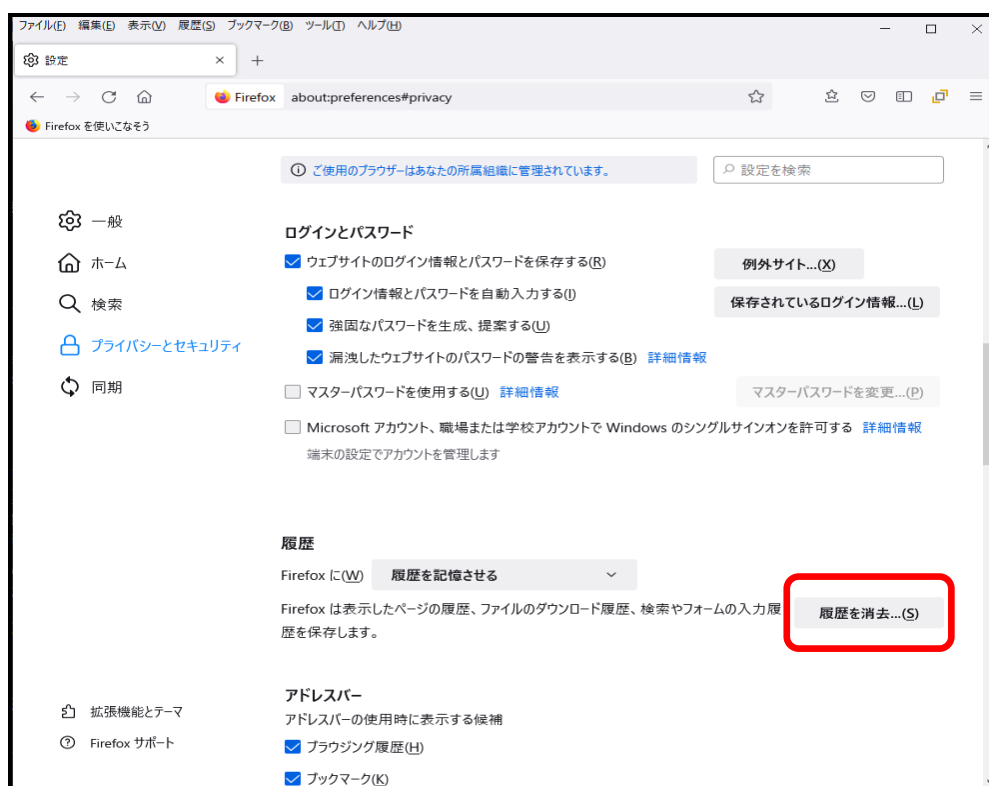 ファイル(F) 編集(E) 表示(V) 履歴(S) ブックマーク(B) ツール(T) ヘルプ(H)
設定
Firefox about:preferences#privacy
Firefox を使いこなそう
ご使用のブラウザーはあなたの所属組織に管理されています。
設定を検索
一般
ホーム
検索
プライバシーとセキュリティ
同期
ログインとパスワード
ウェブサイトのログイン情報とパスワードを保存する(R) 例外サイト...(X)
ログイン情報とパスワードを自動入力する(I) 保存されているログイン情報...(L)
強固なパスワードを生成、提案する(U)
漏洩したウェブサイトのパスワードの警告を表示する(B) 詳細情報
マスターパスワードを使用する(U) 詳細情報 マスターパスワードを変更...(P)
Microsoft アカウント、職場または学校アカウントで Windows のシングルサインオンを許可する 詳細情報
端末の設定でアカウントを管理します
履歴
Firefox に(W) 履歴を記憶させる
Firefox は表示したページの履歴、ファイルのダウンロード履歴、検索やフォームの入力履
歴を保存します。
履歴を消去...(S)
アドレスバー
アドレスバーの使用時に表示する候補
ブラウジング履歴(H)
ブックマーク(K)
拡張機能とテーマ
Firefox サポート